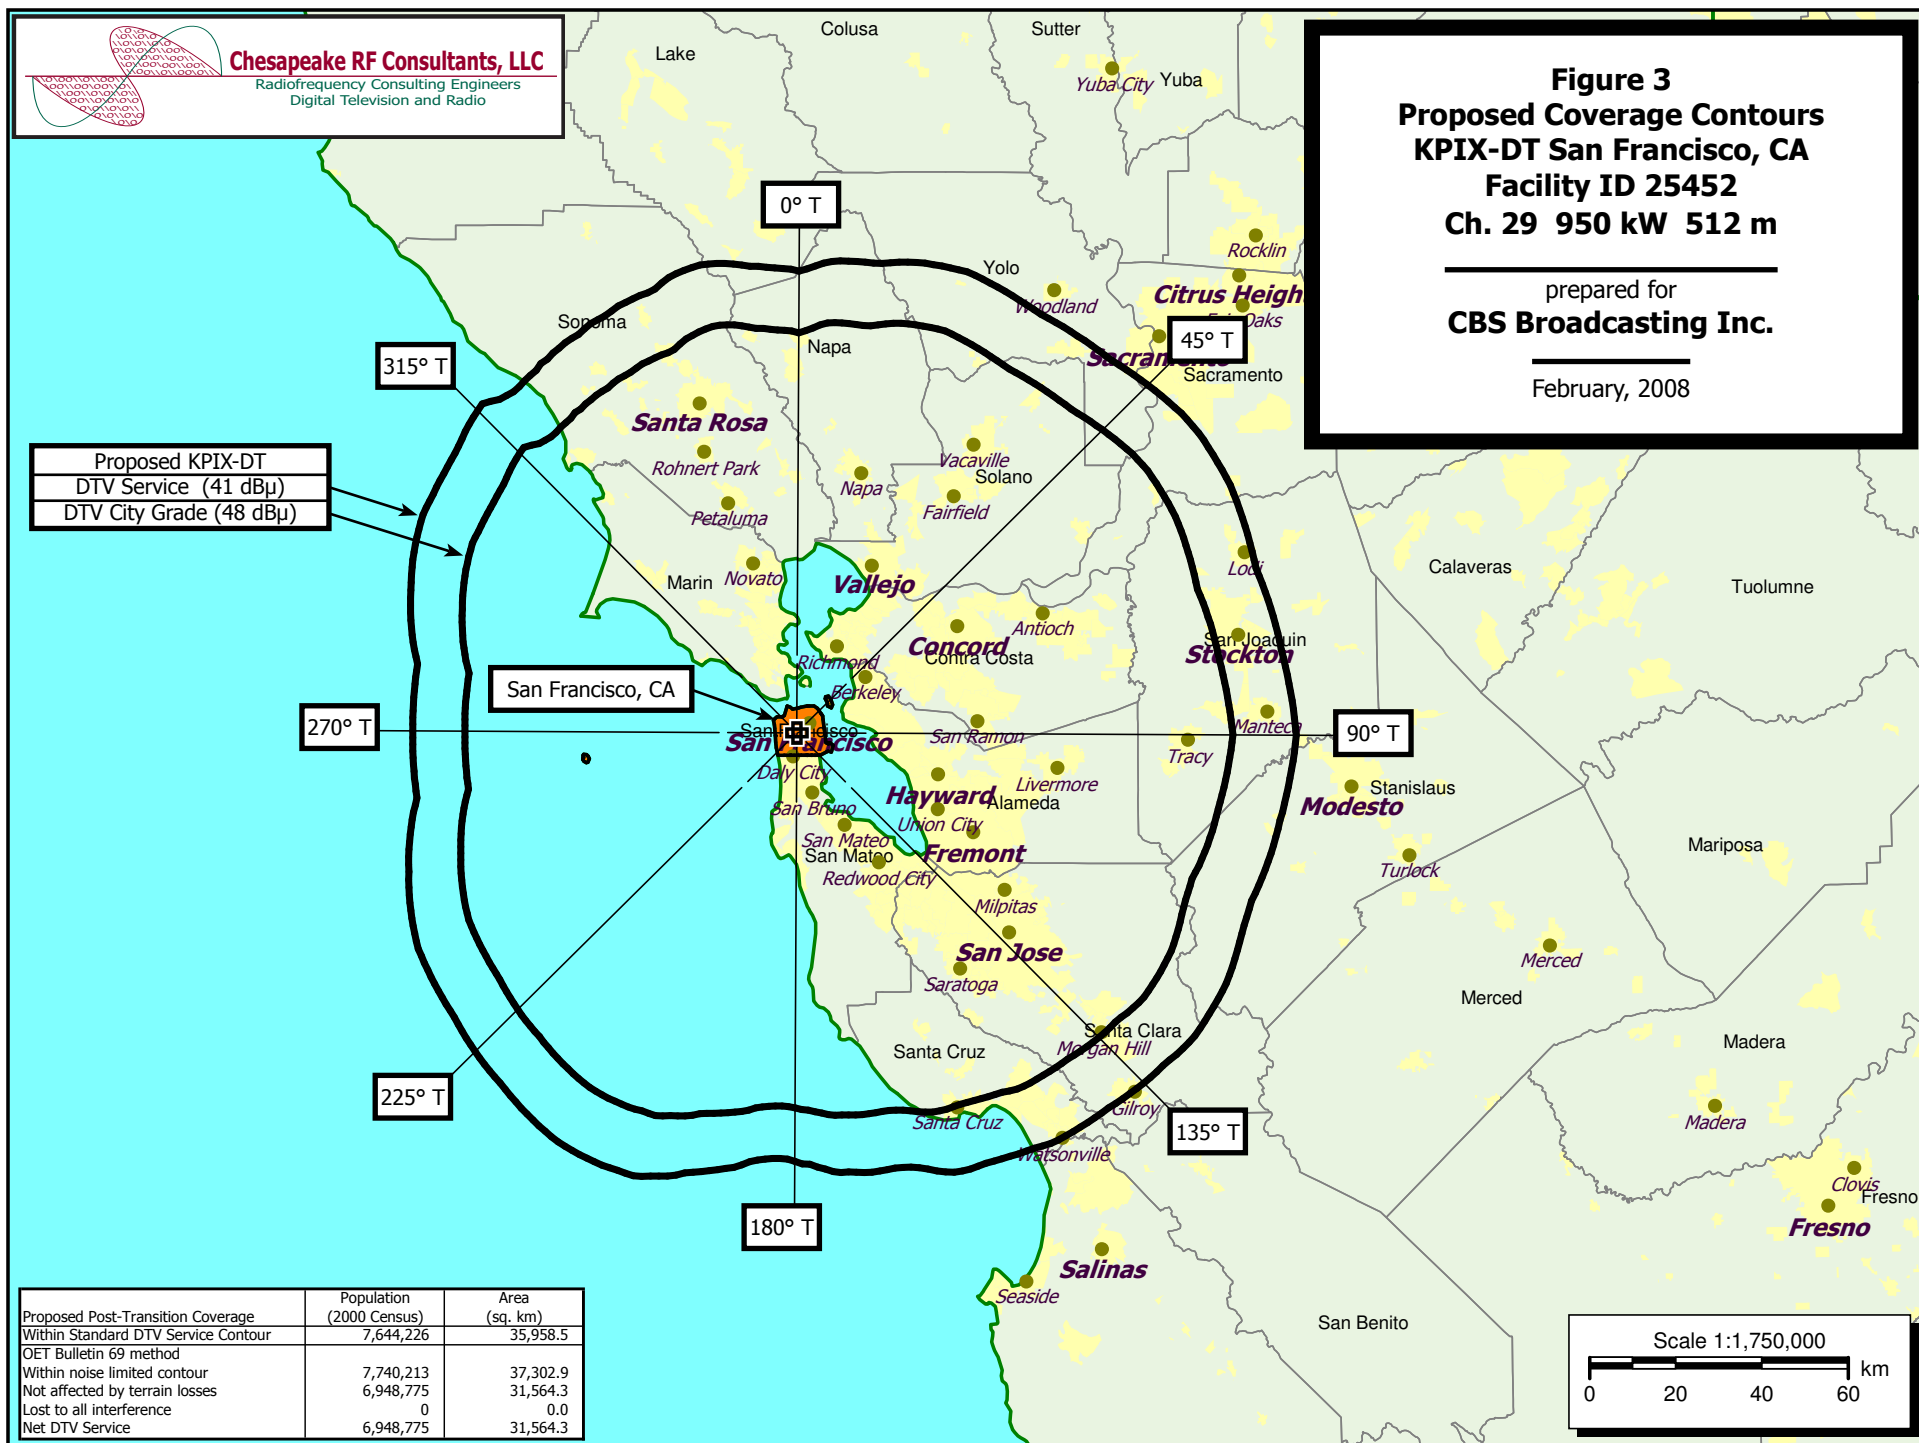 Chesapeake RF Consultants, LLC
Radiofrequency Consulting Engineers
Digital Television and Radio
Figure 3
Proposed Coverage Contours
KPIX-DT San Francisco, CA
Facility ID 25452
Ch. 29 950 kW 512 m
prepared for
CBS Broadcasting Inc.
February, 2008
Colusa
Sutter
Lake
Yuba City
Yuba
0° T
Rocklin
Yolo
Citrus Heigh
Woodland
Oaks
Sonoma
Napa
45° T
Sacramento
Sacramento
315° T
Santa Rosa
Rohnert Park
Vacaville
Solano
Napa
Fairfield
Petaluma
Proposed KPIX-DT
DTV Service (41 dBµ)
DTV City Grade (48 dBµ)
Marin
Novato
Vallejo
Lodi
Calaveras
Tuolumne
Antioch
Concord
Contra Costa
San Joaquin
Stockton
Richmond
Berkeley
San Francisco, CA
270° T
San Francisco
San Francisco
San Ramon
Manteca
90° T
Tracy
Daly City
Livermore
Stanislaus
Modesto
Hayward
Alameda
San Bruno
Union City
San Mateo
San Mateo
Fremont
Redwood City
Turlock
Mariposa
Milpitas
San Jose
Saratoga
Merced
Merced
Santa Clara
Morgan Hill
Santa Cruz
Madera
225° T
Gilroy
Santa Cruz
Madera
135° T
Watsonville
Clovis
Fresno
Fresno
180° T
Salinas
Seaside
San Benito
Proposed Post-Transition Coverage Population (2000 Census) Area (sq. km)
Within Standard DTV Service Contour 7,644,226 35,958.5
OET Bulletin 69 method
Within noise limited contour 7,740,213 37,302.9
Not affected by terrain losses 6,948,775 31,564.3
Lost to all interference 0 0.0
Net DTV Service 6,948,775 31,564.3
Scale 1:1,750,000
km
0 20 40 60